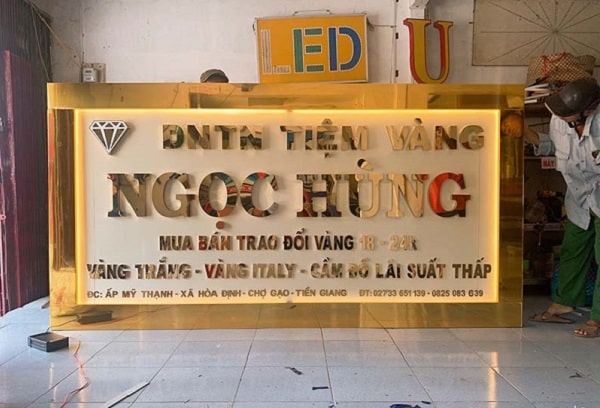 LED
U
DNTN TIỆM VÀNG
NGỌC HÙNG
MUA BÁN TRAO ĐỔI VÀNG 18 - 24K
VÀNG TRẮNG - VÀNG ITALY - CẦM ĐỒ LÃI SUẤT THẤP
ĐC: ẤP MỸ THẠNH - XÃ HÒA ĐỊNH - CHỢ GẠO - TIỀN GIANG ĐT: 02733 651 139 - 0825 083 639